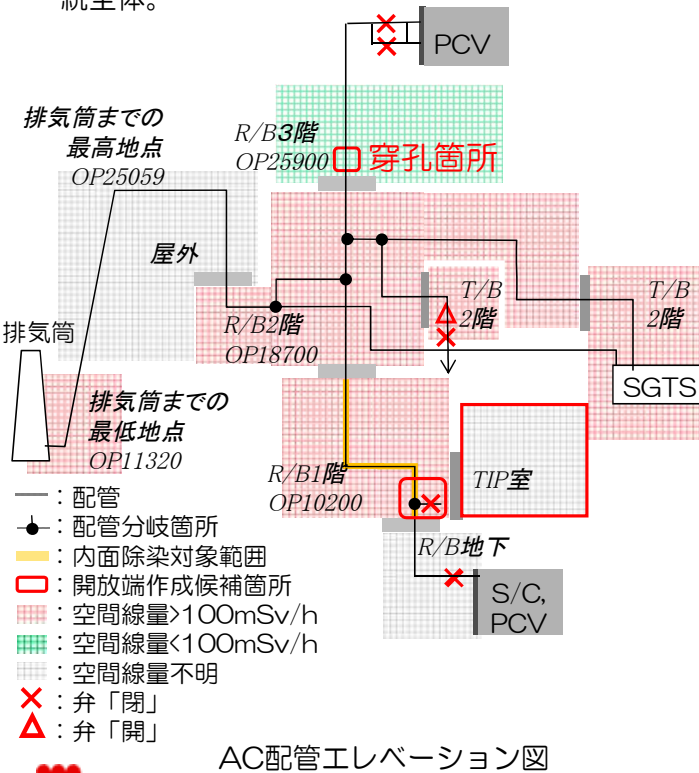 統全体。
PCV
排気筒までの
最高地点
OP25059
R/B3階
OP25900
穿孔箇所
屋外
T/B
2階
T/B
2階
R/B2階
OP18700
排気筒
SGTS
排気筒までの
最低地点
OP11320
R/B1階
OP10200
TIP室
R/B地下
S/C,
PCV
：配管
：配管分岐箇所
：内面除染対象範囲
：開放端作成候補箇所
：空間線量>100mSv/h
：空間線量<100mSv/h
：空間線量不明
：弁「閉」
：弁「開」
AC配管エレベーション図